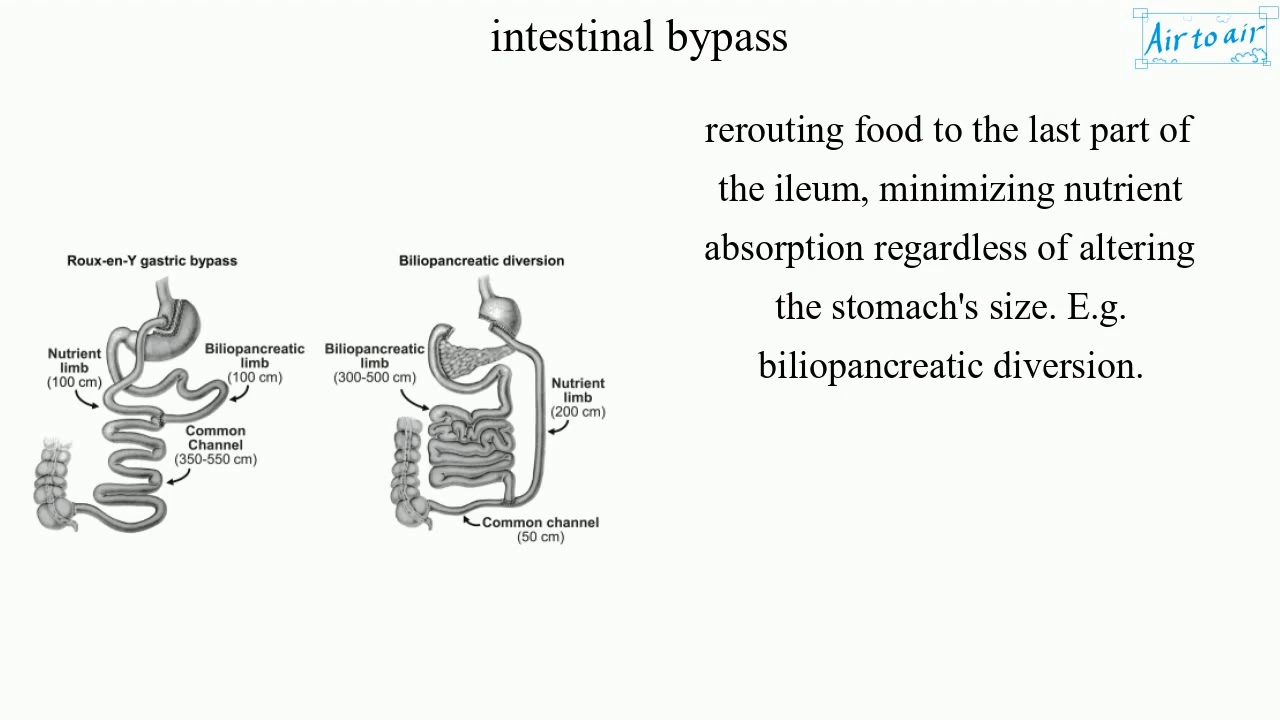 intestinal bypass
Air to air
rerouting food to the last part of
the ileum, minimizing nutrient
absorption regardless of altering
the stomach's size. E.g.
biliopancreatic diversion.
Roux-en-Y gastric bypass
Nutrient
limb
(100 cm)
Biliopancreatic
limb
(100 cm)
Common
Channel
(350-550 cm)
Biliopancreatic diversion
Biliopancreatic
limb
(300-500 cm)
Nutrient
limb
(200 cm)
Common channel
(50 cm)